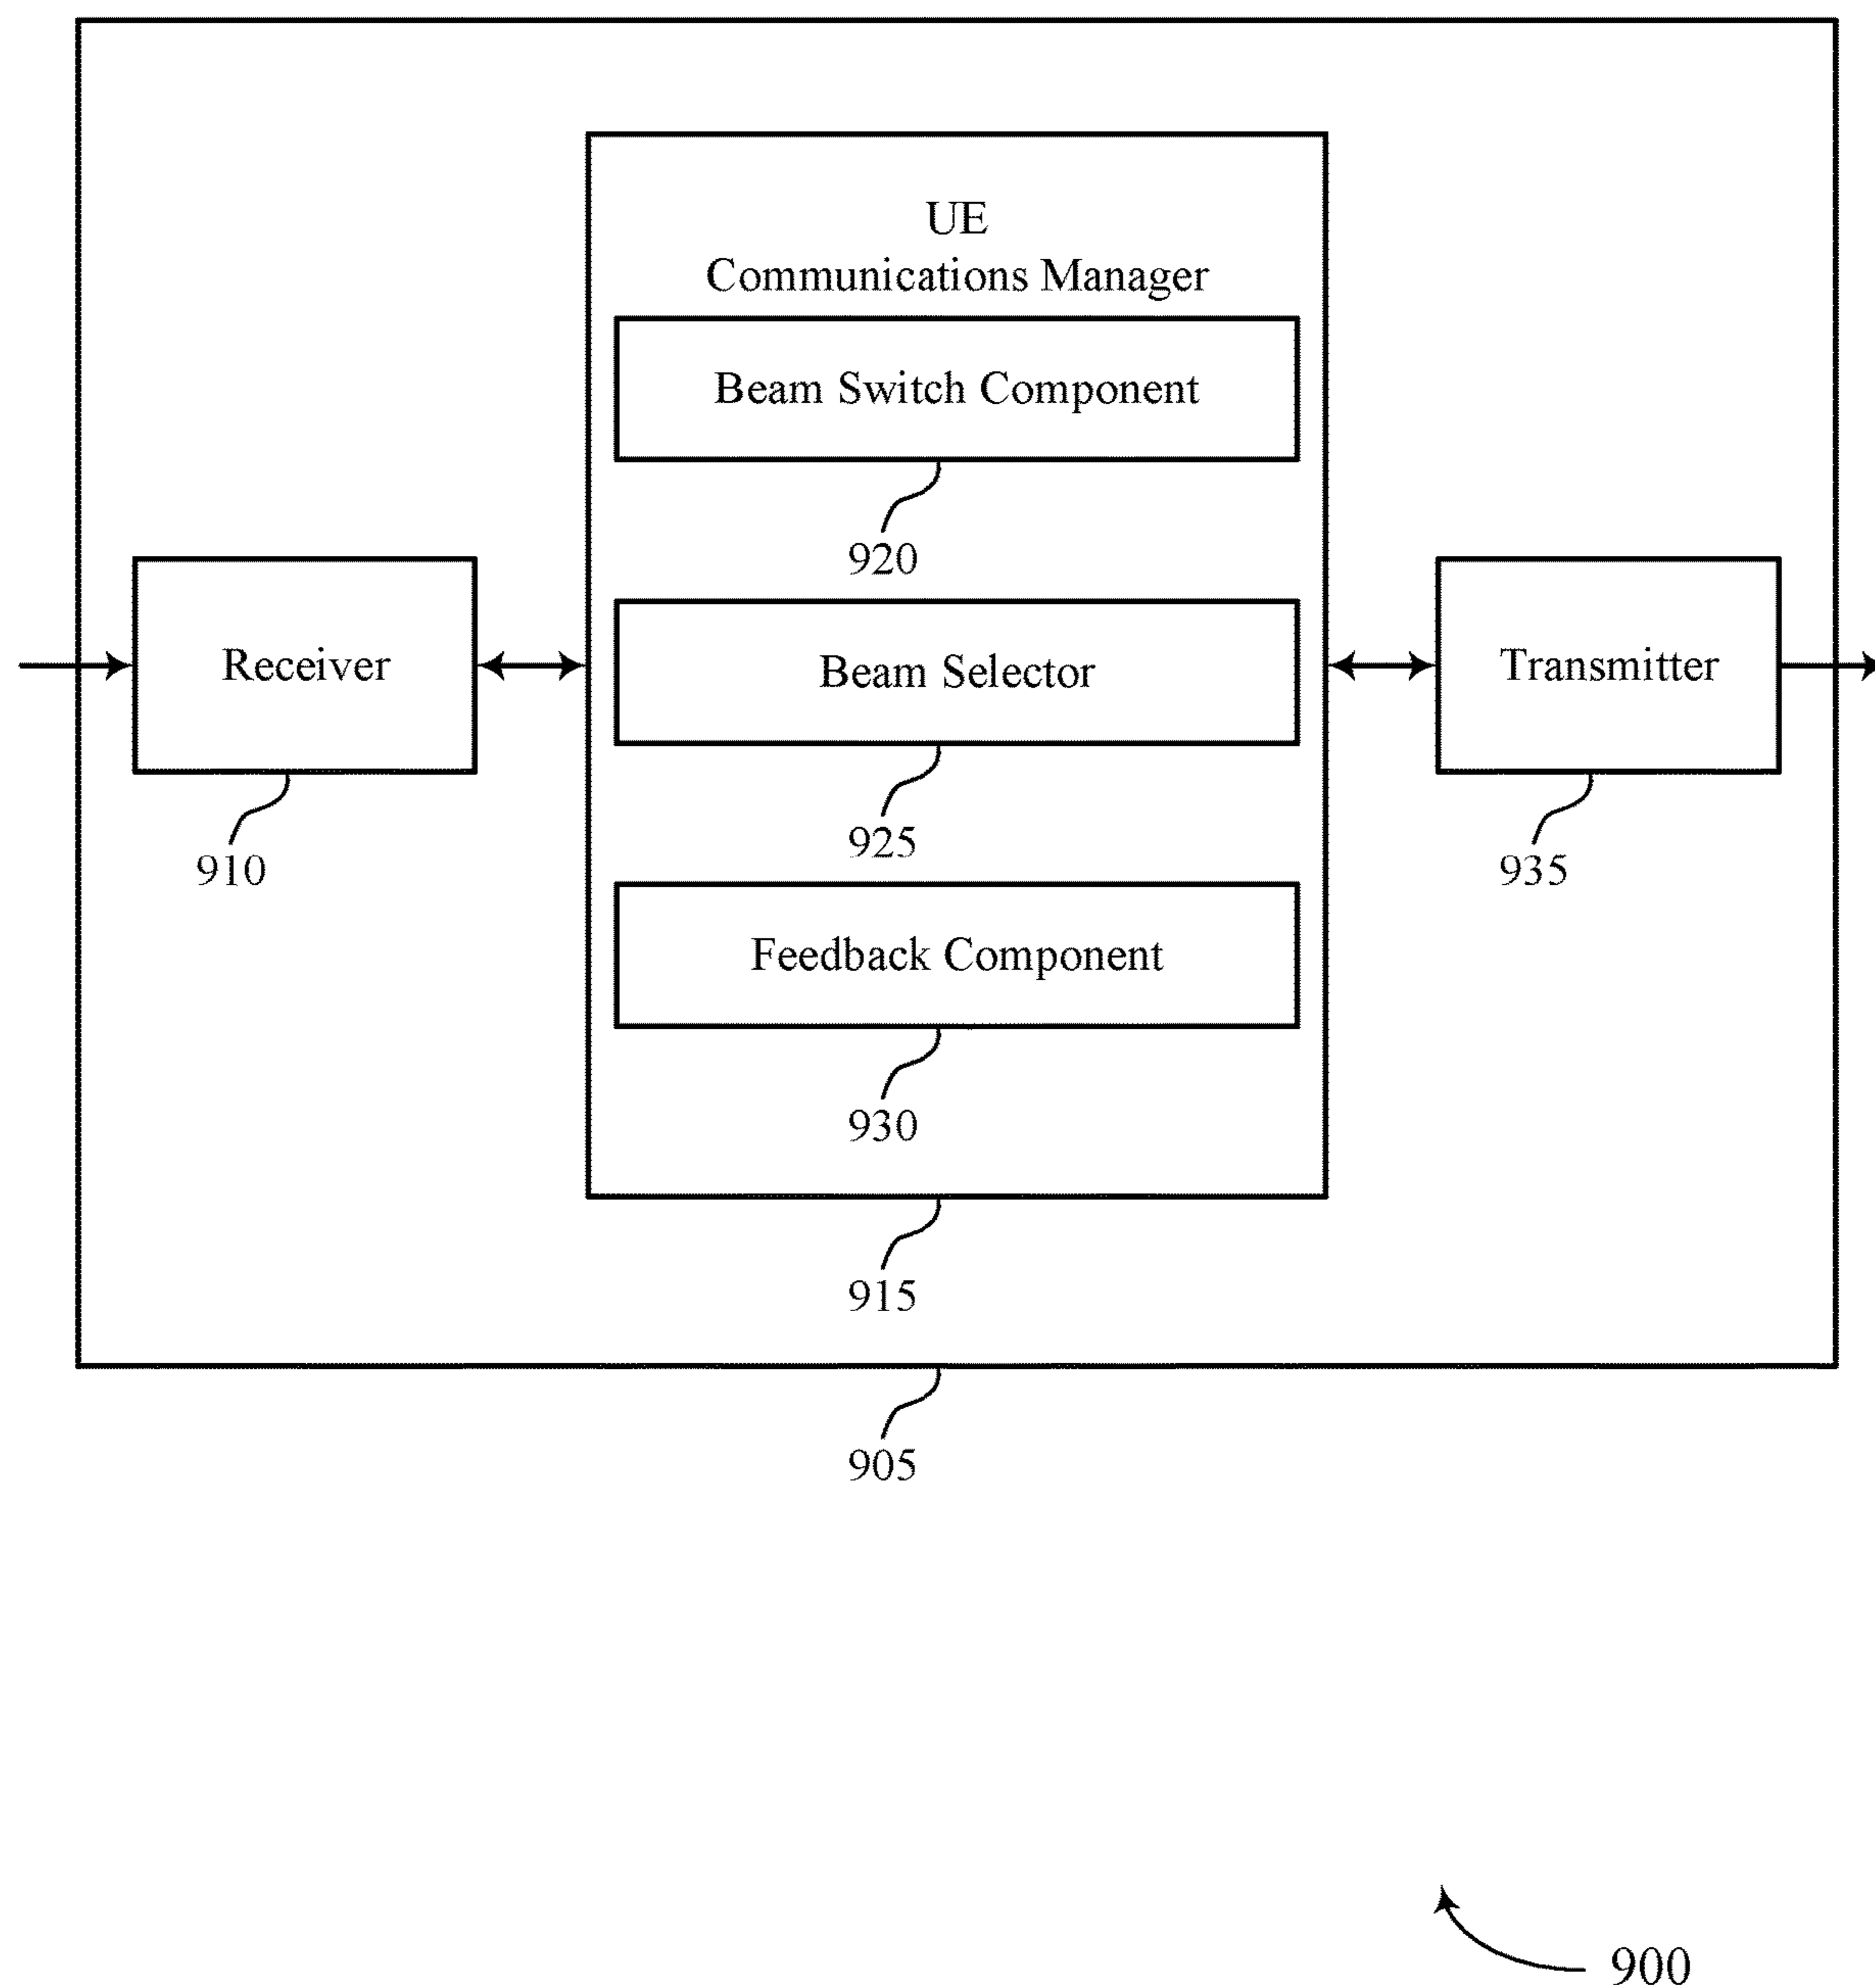 UE
Communications Manager
Beam Switch Component
920
Receiver
910
Beam Selector
925
Transmitter
935
Feedback Component
930
915
905
900